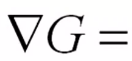 ∇G =